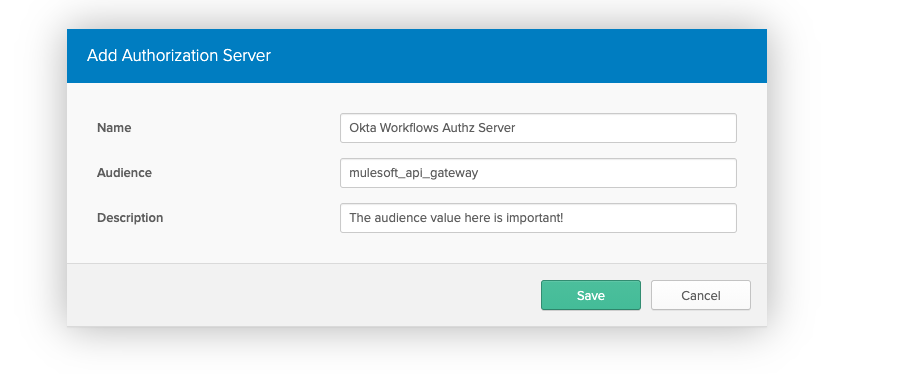 Add Authorization Server
Name
Okta Workflows Authz Server
Audience
mulesoft_api_gateway
Description
The audience value here is important!
Save
Cancel